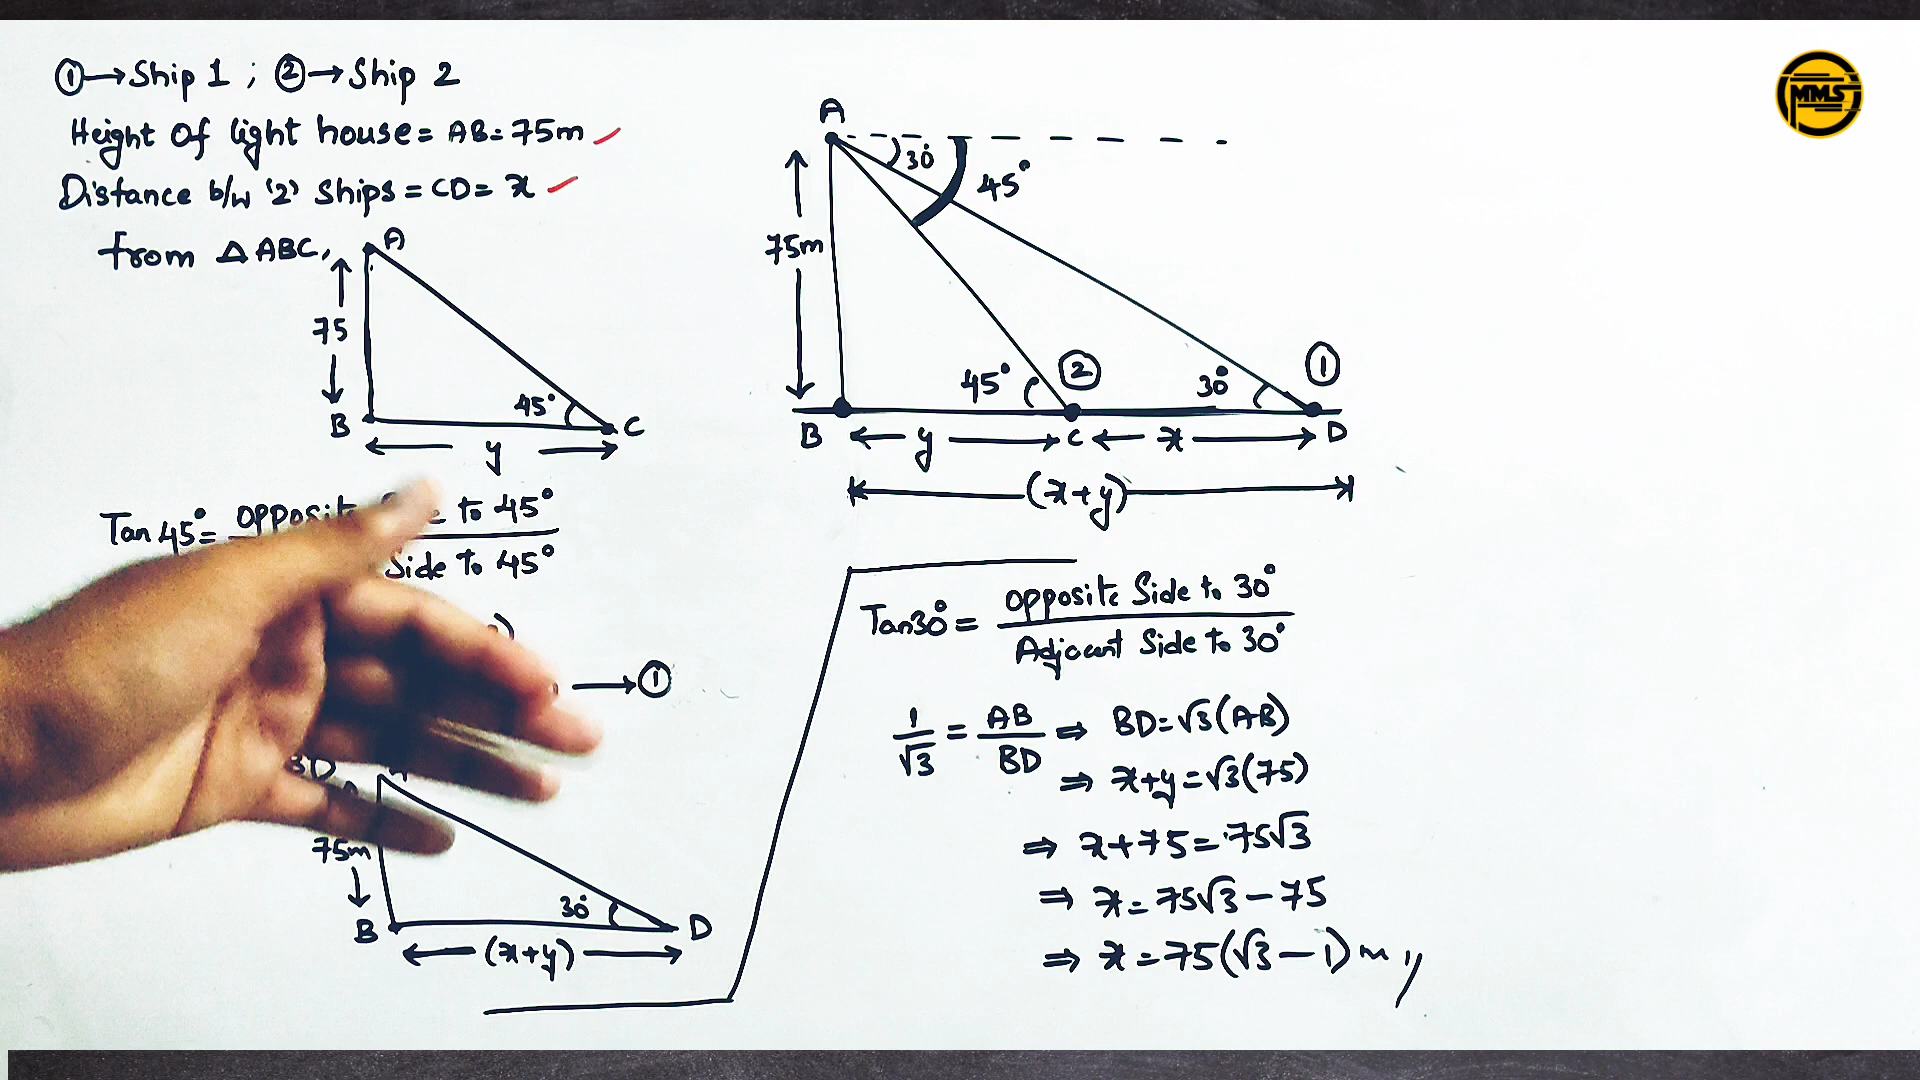 ① → Ship 1 ; ② → Ship 2
Height Of light house = AB = 75m
Distance b/w '2' Ships = CD = x
from △ABC,
A
75
B
45°
C
y
Tan 45° =
to 45°
Side to 45°
→ ①
75m
B
30°
D
(x+y)
MMS
A
30°
45°
75m
45°
②
30°
①
B
y
C
x
D
(x+y)
Tan30° = Opposite Side to 30°
Adjacent Side to 30°
1/√3 = AB/BD ⇒ BD = √3(AB)
⇒ x+y = √3(75)
⇒ x+75 = 75√3
⇒ x = 75√3 - 75
⇒ x = 75(√3 - 1) m